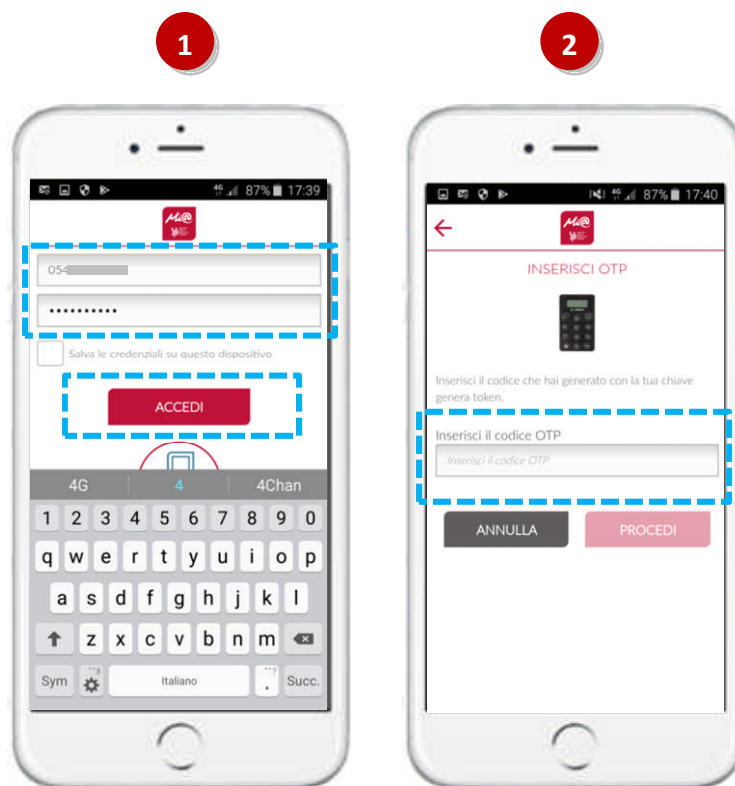 1
2
4G 87% 17:39
Mi@
054
••••••••••
Salva le credenziali su questo dispositivo
ACCEDI
4G 4 4Chan
1 2 3 4 5 6 7 8 9 0
q w e r t y u i o p
a s d f g h j k l
z x c v b n m
Sym Italiano . Succ.
4G 87% 17:40
INSERISCI OTP
Inserisci il codice che hai generato con la tua chiave
genera token.
Inserisci il codice OTP
Inserisci il codice OTP
ANNULLA PROCEDI